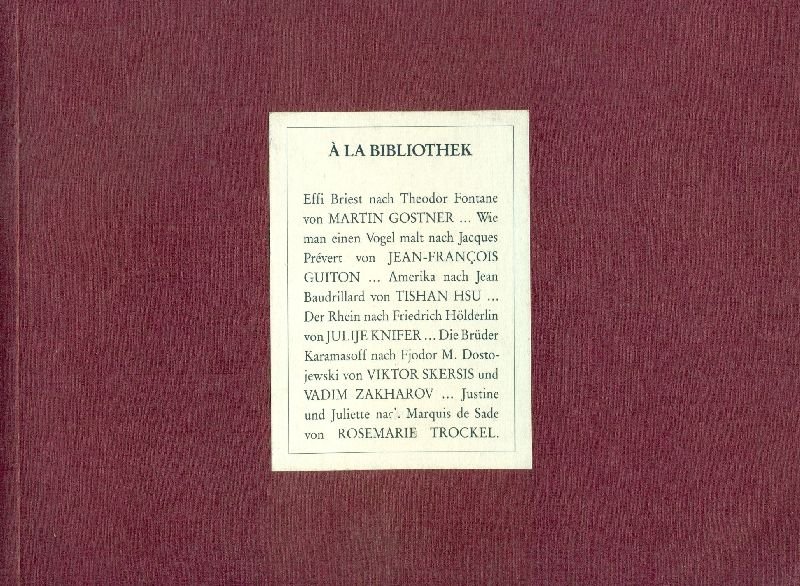 À LA BIBLIOTHEK
Effi Briest nach Theodor Fontane
von MARTIN GOSTNER ... Wie
man einen Vogel malt nach Jacques
Prévert von JEAN-FRANÇOIS
GUITON ... Amerika nach Jean
Baudrillard von TISHAN HSU ...
Der Rhein nach Friedrich Hölderlin
von JULIJE KNIFER ... Die Brüder
Karamasoff nach Fjodor M. Dosto-
jewski von VIKTOR SKERSIS und
VADIM ZAKHAROV ... Justine
und Juliette nach Marquis de Sade
von ROSEMARIE TROCKEL.